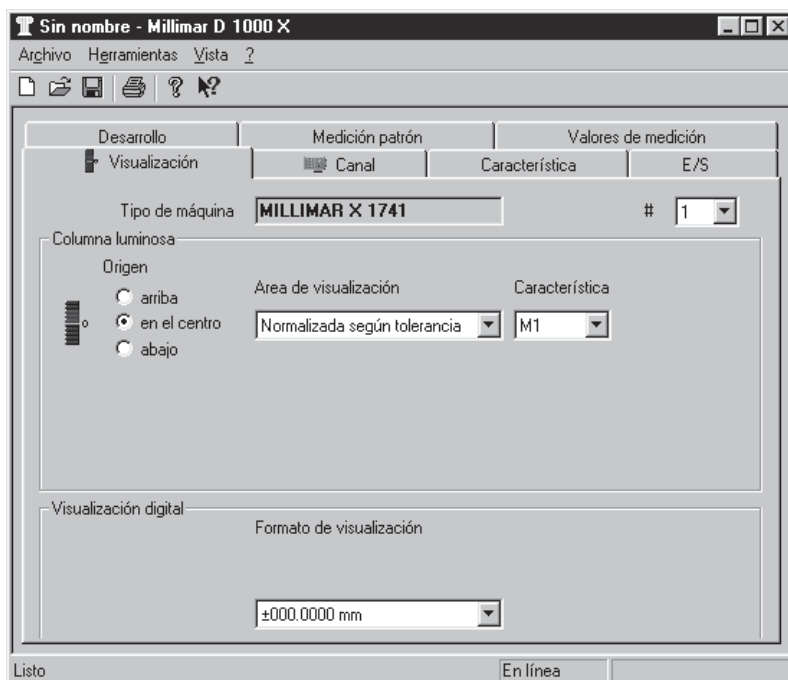 Sin nombre - Millimar D 1000 X
Archivo Herramientas Vista ?
Desarrollo Medición patrón Valores de medición
Visualización Canal Característica E/S
Tipo de máquina MILLIMAR X 1741 # 1
Columna luminosa
Origen
arriba
en el centro
abajo
Area de visualización Característica
Normalizada según tolerancia M1
Visualización digital
Formato de visualización
±000.0000 mm
Listo En línea